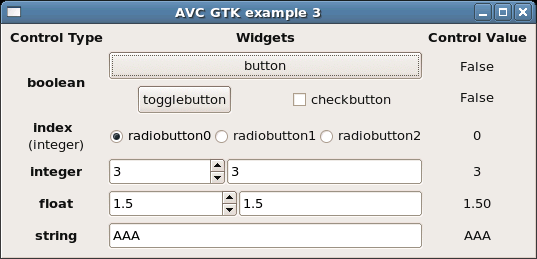 AVC GTK example 3
Control Type Widgets Control Value
boolean button False
togglebutton checkbutton False
index radiobutton0 radiobutton1 radiobutton2 0
(integer)
integer 3 3 3
float 1.5 1.5 1.50
string AAA AAA